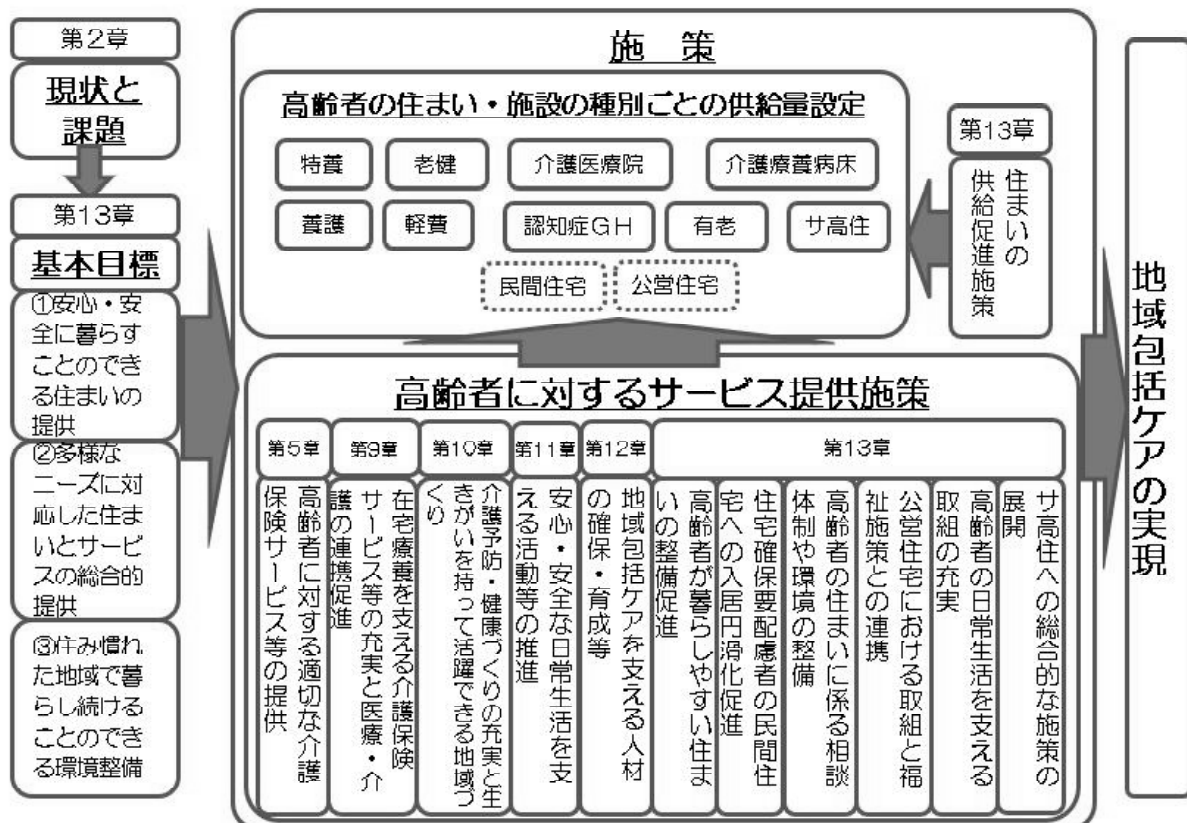 第2章
現状と
課題
第13章
基本目標
①安心・安
全に暮らす
ことのでき
る住まいの
提供
②多様な
ニーズに対
応した住ま
いとサービ
スの総合的
提供
③住み慣れ
た地域で暮
らし続ける
ことのでき
る環境整備
施　策
高齢者の住まい・施設の種別ごとの供給量設定
特養
老健
介護医療院
介護療養病床
養護
軽費
認知症GH
有老
サ高住
民間住宅
公営住宅
第13章
住まいの
供給促進施策
高齢者に対するサービス提供施策
第5章
高齢者に対する適切な介護
保険サービス等の提供
第9章
在宅療養を支える介護保険
サービス等の充実と医療・介
護の連携促進
第10章
介護予防・健康づくりの充実と生
きがいを持って活躍できる地域づ
くり
第11章
安心・安全な日常生活を支
える活動等の推進
第12章
地域包括ケアを支える人材
の確保・育成等
第13章
高齢者が暮らしやすい住ま
いの整備促進
住宅確保要配慮者の民間住
宅への入居円滑化促進
高齢者の住まいに係る相談
体制や環境の整備
公営住宅における取組と福
祉施策との連携
高齢者の日常生活を支える
取組の充実
サ高住への総合的な施策の
展開
地域包括ケアの実現